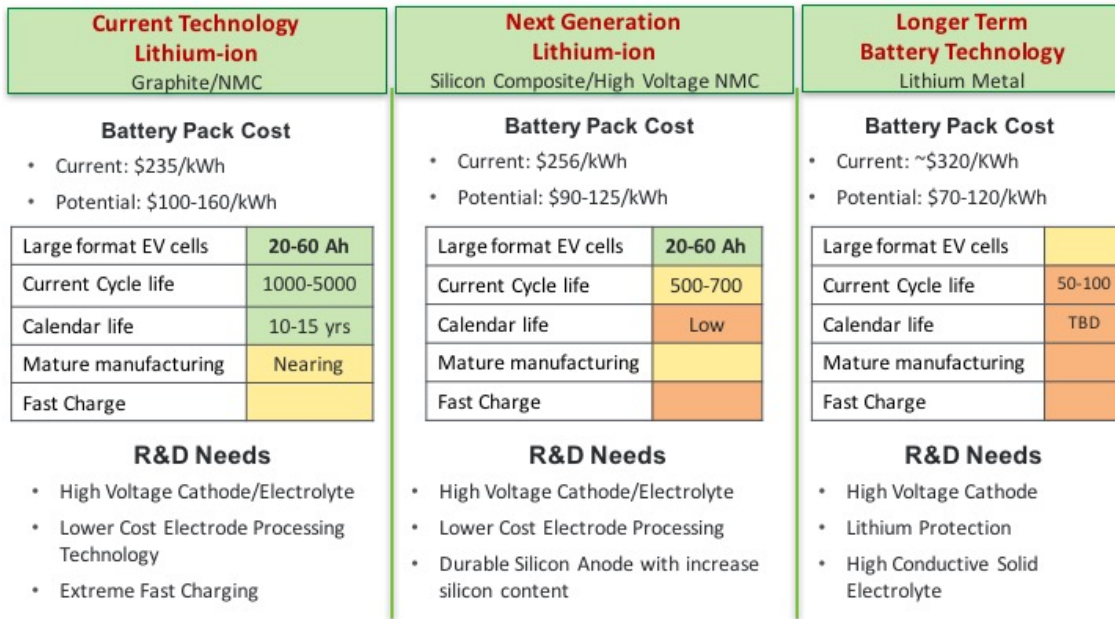 Current Technology
Lithium-ion
Graphite/NMC
Battery Pack Cost
• Current: $235/kWh
• Potential: $100-160/kWh
Large format EV cells 20-60 Ah
Current Cycle life 1000-5000
Calendar life 10-15 yrs
Mature manufacturing Nearing
Fast Charge
R&D Needs
• High Voltage Cathode/Electrolyte
• Lower Cost Electrode Processing
Technology
• Extreme Fast Charging
Next Generation
Lithium-ion
Silicon Composite/High Voltage NMC
Battery Pack Cost
• Current: $256/kWh
• Potential: $90-125/kWh
Large format EV cells 20-60 Ah
Current Cycle life 500-700
Calendar life Low
Mature manufacturing
Fast Charge
R&D Needs
• High Voltage Cathode/Electrolyte
• Lower Cost Electrode Processing
• Durable Silicon Anode with increase
silicon content
Longer Term
Battery Technology
Lithium Metal
Battery Pack Cost
• Current: ~$320/KWh
• Potential: $70-120/kWh
Large format EV cells
Current Cycle life 50-100
Calendar life TBD
Mature manufacturing
Fast Charge
R&D Needs
• High Voltage Cathode
• Lithium Protection
• High Conductive Solid
Electrolyte